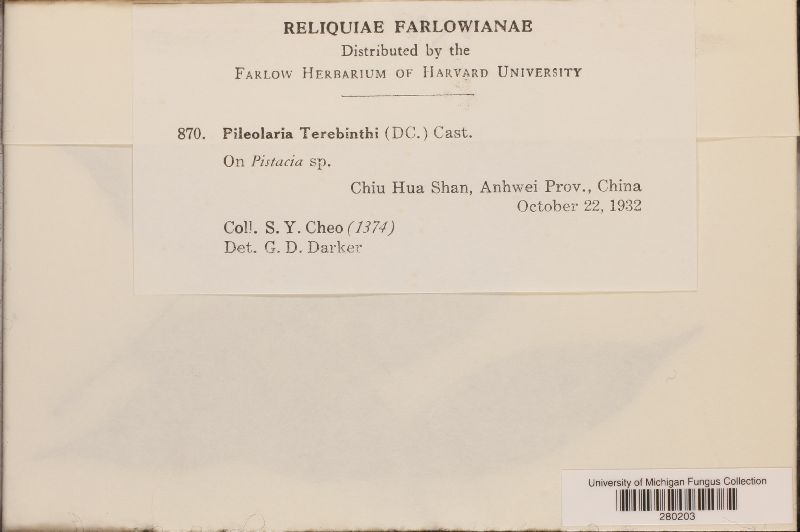 RELIQUIAE FARLOWIANAE
Distributed by the
FARLOW HERBARIUM OF HARVARD UNIVERSITY
870. Pileolaria Terebinthi (DC.) Cast.
On Pistacia sp.
Chiu Hua Shan, Anhwei Prov., China
October 22, 1932
Coll. S. Y. Cheo (1374)
Det. G. D. Darker
University of Michigan Fungus Collection
280203